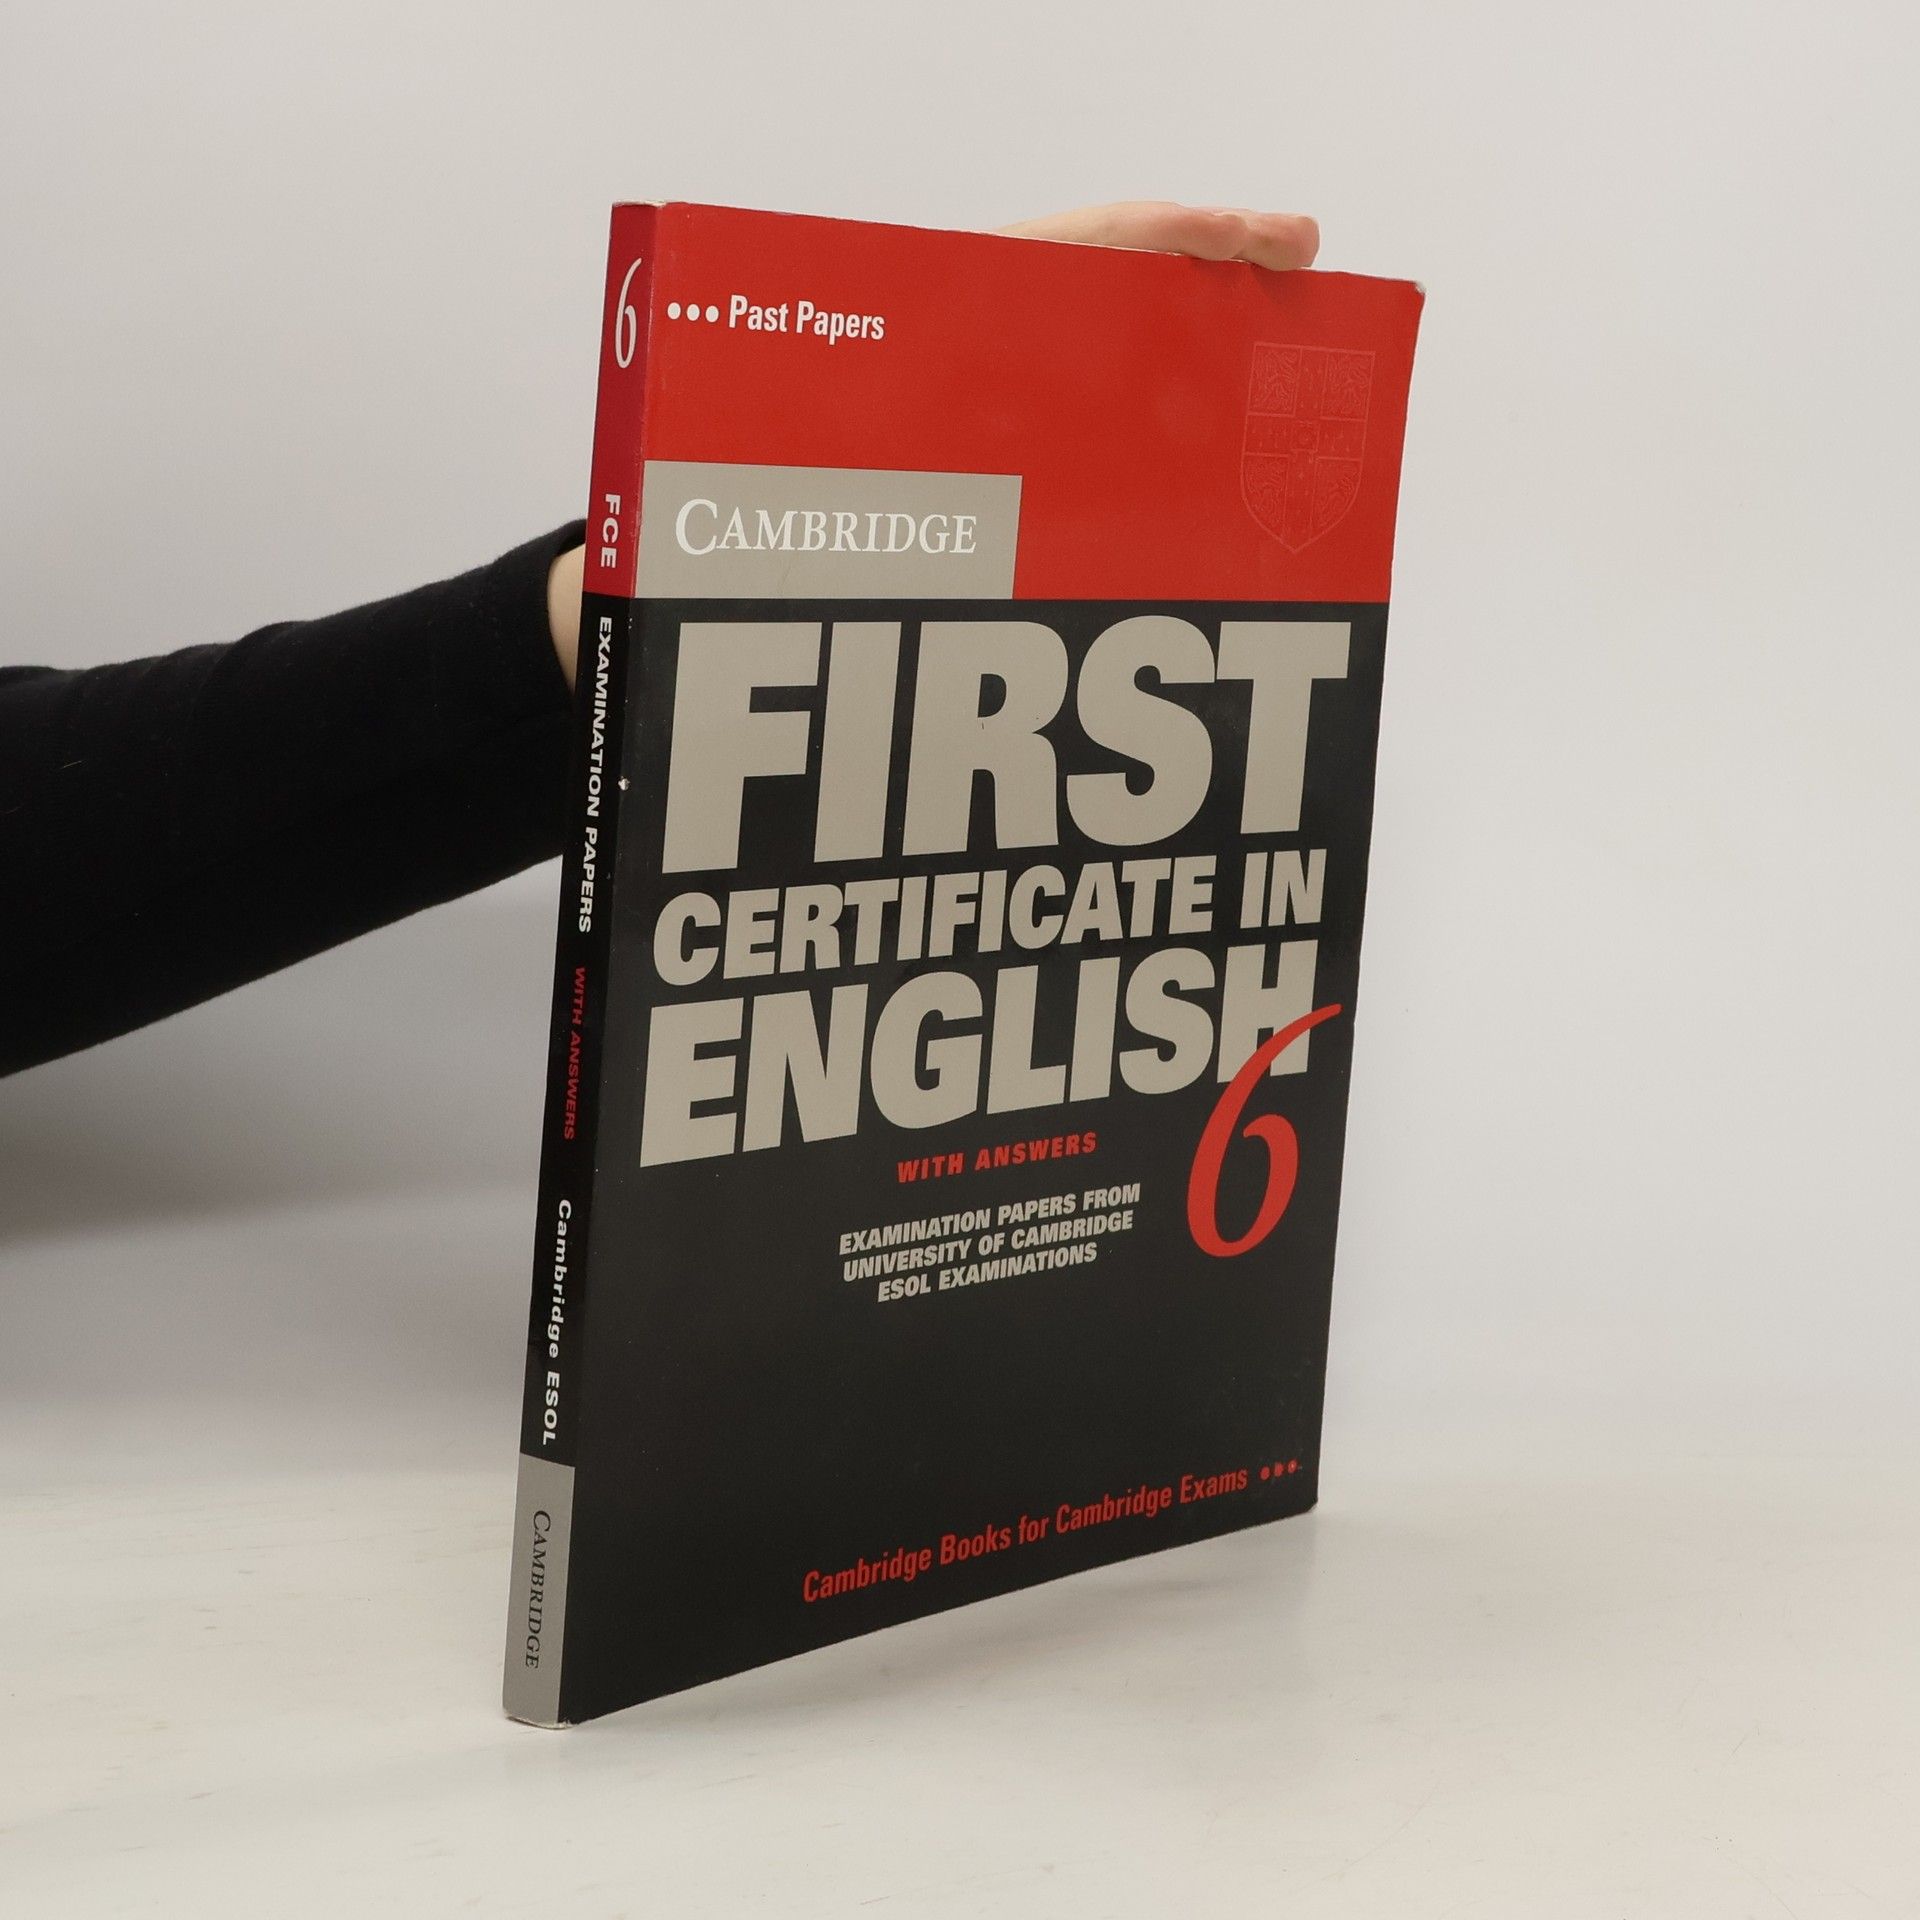 6
FCE
EXAMINATION PAPERS
WITH ANSWERS
Cambridge ESOL
CAMBRIDGE
••• Past Papers
CAMBRIDGE
FIRST
CERTIFICATE IN
ENGLISH
6
WITH ANSWERS
EXAMINATION PAPERS FROM
UNIVERSITY OF CAMBRIDGE
ESOL EXAMINATIONS
Cambridge Books for Cambridge Exams •••